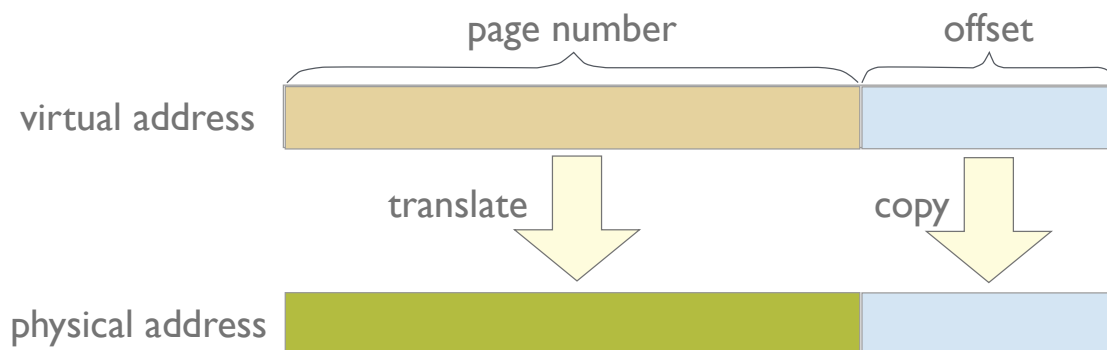 page number
offset
virtual address
translate
copy
physical address